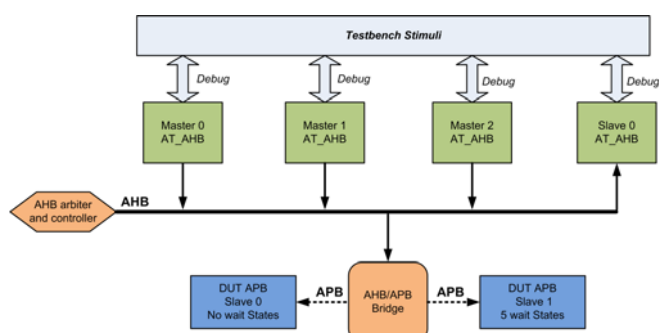 Testbench Stimuli
Debug
Debug
Debug
Debug
Master 0
AT_AHB
Master 1
AT_AHB
Master 2
AT_AHB
Slave 0
AT_AHB
AHB arbiter
and controller
AHB
DUT APB
Slave 0
No wait States
APB
AHB/APB
Bridge
APB
DUT APB
Slave 1
5 wait States